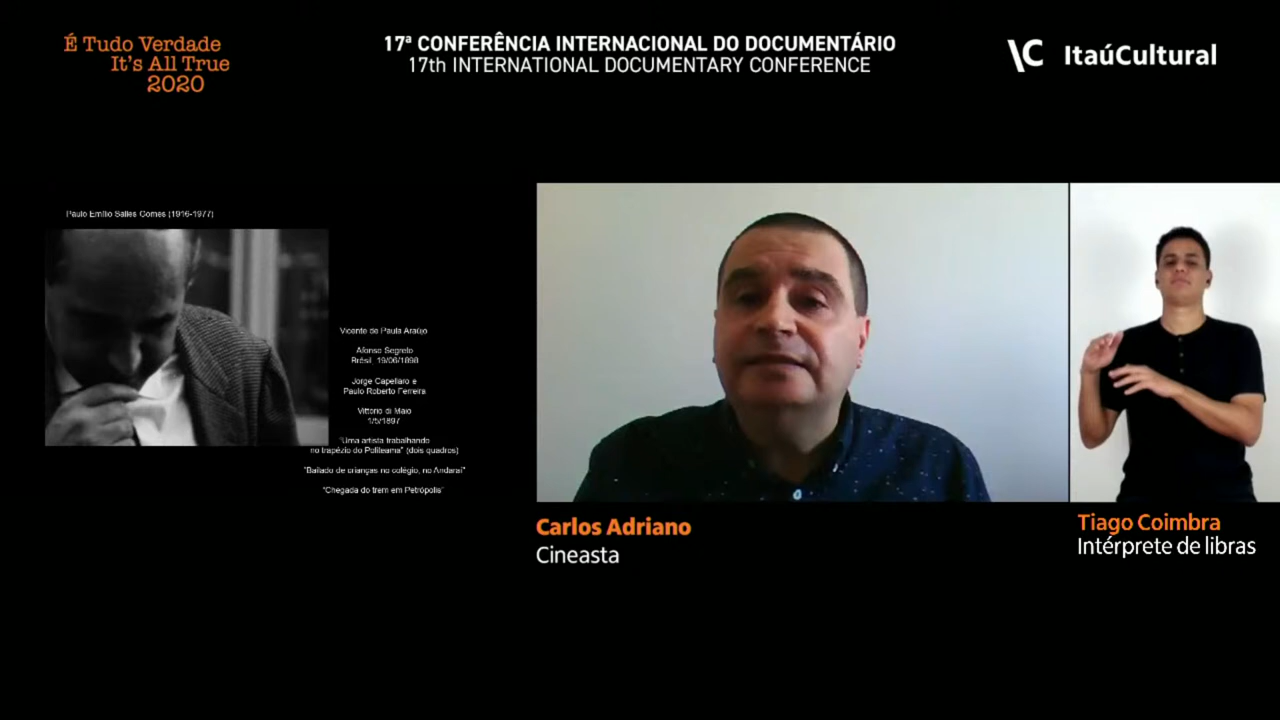 É Tudo Verdade
It's All True
2020
17ª CONFERÊNCIA INTERNACIONAL DO DOCUMENTÁRIO
17th INTERNATIONAL DOCUMENTARY CONFERENCE
\C ItaúCultural
Paulo Emílio Salles Gomes (1916-1977)
Vicente de Paula Araújo
Afonso Segreto
Brésil, 19/06/1898
Jorge Capellaro e
Paulo Roberto Ferreira
Vittorio di Maio
1/5/1897
"Uma artista trabalhando
no trapézio do Politeama" (dois quadros)
"Bailado de crianças no colégio, no Andaraí"
"Chegada do trem em Petrópolis"
Carlos Adriano
Cineasta
Tiago Coimbra
Intérprete de libras